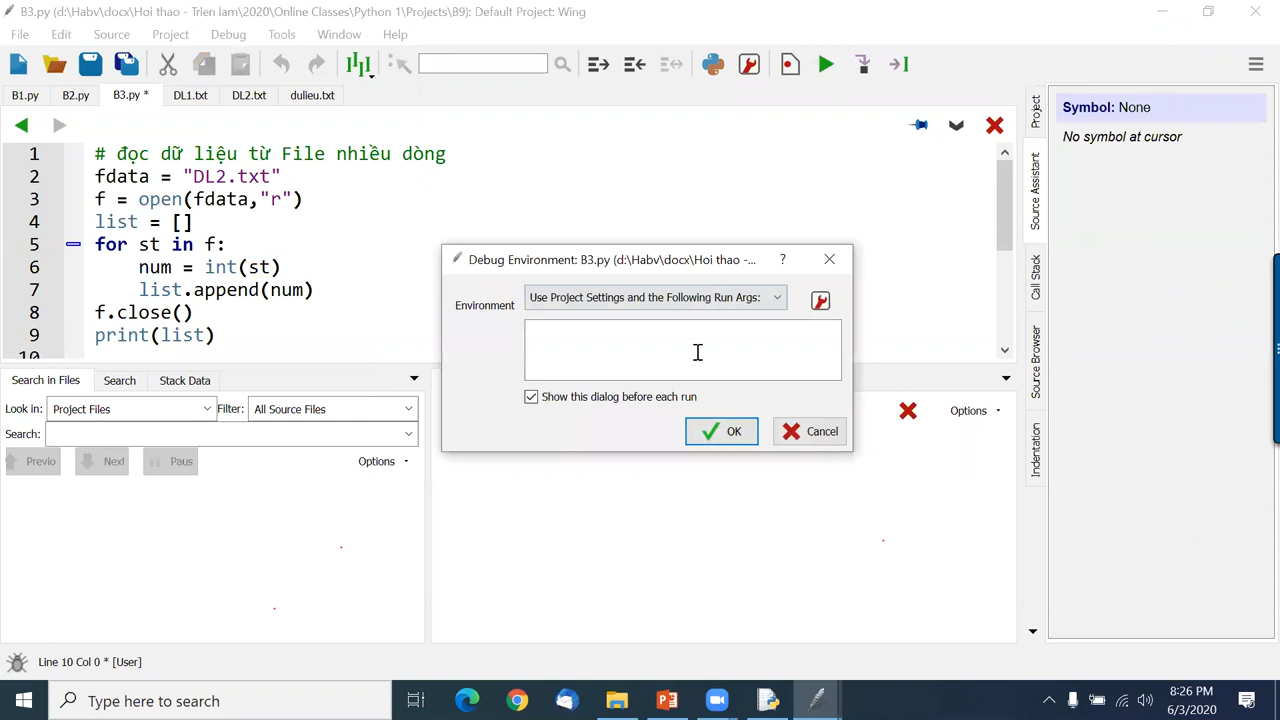 B3.py (d:\Habv\docx\Hoi thao - Trien lam\2020\Online Classes\Python 1\Projects\B9): Default Project: Wing
File Edit Source Project Debug Tools Window Help
B1.py B2.py B3.py * DL1.txt DL2.txt dulieu.txt
1 # đọc dữ liệu từ File nhiều dòng
2 fdata = "DL2.txt"
3 f = open(fdata,"r")
4 list = []
5 for st in f:
6 num = int(st)
7 list.append(num)
8 f.close()
9 print(list)
10
Debug Environment: B3.py (d:\Habv\docx\Hoi thao -... ?
Environment Use Project Settings and the Following Run Args:
Show this dialog before each run
OK Cancel
Search in Files Search Stack Data
Look in: Project Files Filter: All Source Files
Search:
Previo Next Paus Options
Options
Project
Source Assistant
Call Stack
Source Browser
Indentation
Symbol: None
No symbol at cursor
Line 10 Col 0 * [User]
Type here to search
8:26 PM
6/3/2020